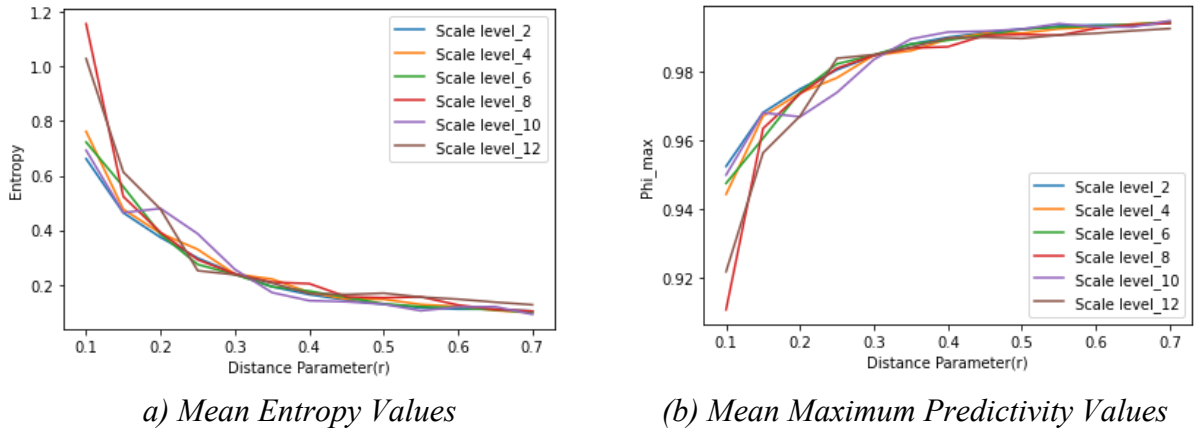 1.2
1.0
0.8
0.6
0.4
0.2
Entropy
0.1 0.2 0.3 0.4 0.5 0.6 0.7
Distance Parameter(r)
Scale level_2
Scale level_4
Scale level_6
Scale level_8
Scale level_10
Scale level_12
a) Mean Entropy Values
0.98
0.96
0.94
0.92
Phi_max
0.1 0.2 0.3 0.4 0.5 0.6 0.7
Distance Parameter(r)
Scale level_2
Scale level_4
Scale level_6
Scale level_8
Scale level_10
Scale level_12
(b) Mean Maximum Predictivity Values